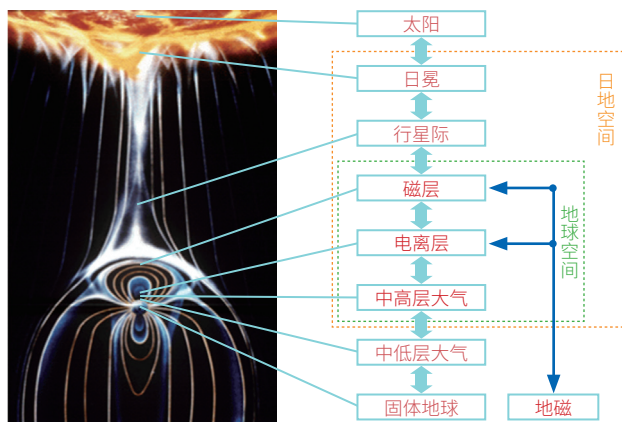 太阳
日冕
行星际
磁层
电离层
中高层大气
中低层大气
固体地球
地磁
日地空间
地球空间